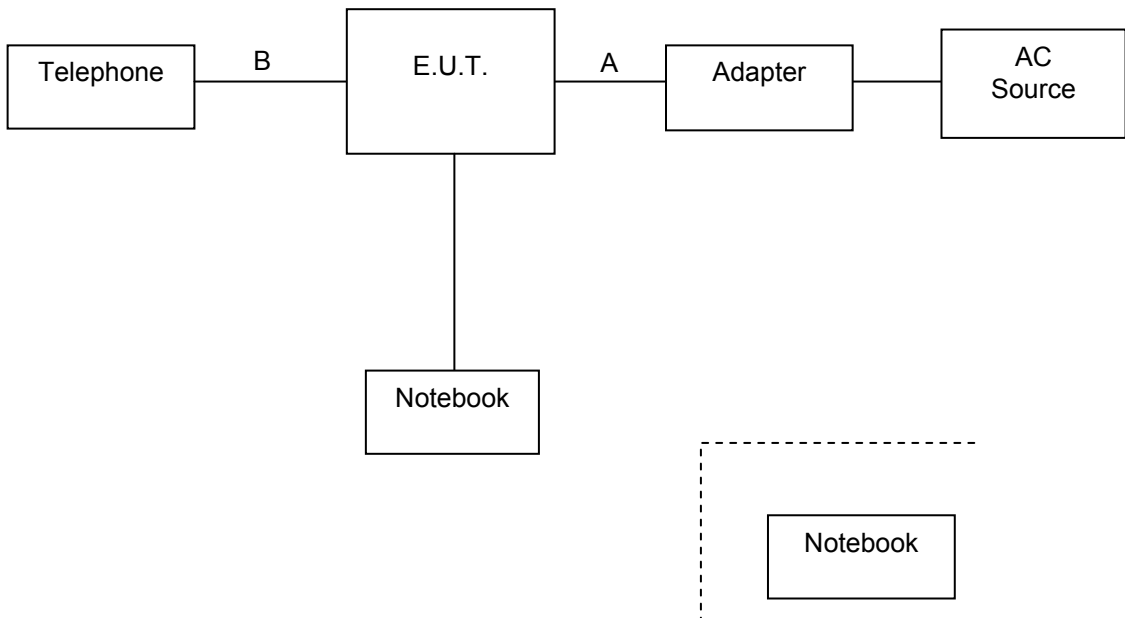 Telephone
B
E.U.T.
A
Adapter
AC
Source
Notebook
Notebook